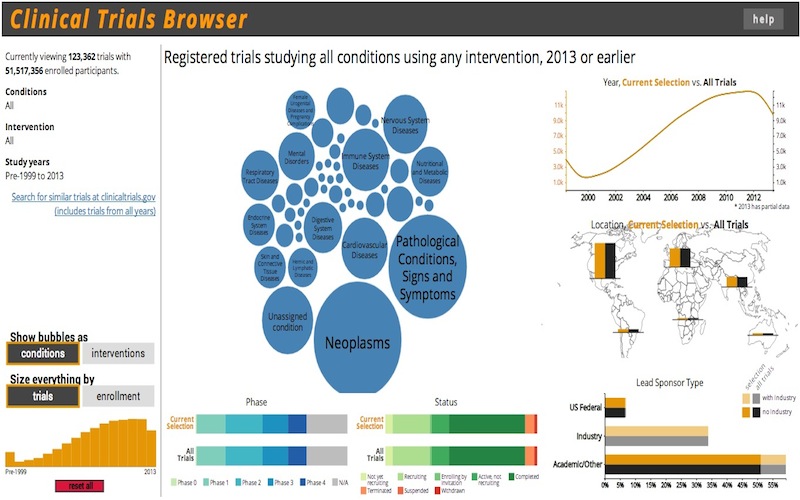 Clinical Trials Browser
help
Currently viewing 123,362 trials with
51,517,356 enrolled participants.
Conditions
All
Intervention
All
Study years
Pre-1999 to 2013
Search for similar trials at clinicaltrials.gov
(includes trials from all years)
Show bubbles as
conditions
interventions
Size everything by
trials
enrollment
Pre-1999
2013
reset all
Registered trials studying all conditions using any intervention, 2013 or earlier
Female
Urogenital
Diseases and
Pregnancy
Complications
Nervous System
Diseases
Mental
Disorders
Immune System
Diseases
Respiratory
Tract Diseases
Nutritional
and Metabolic
Diseases
Endocrine
System
Diseases
Digestive
System
Diseases
Cardiovascular
Diseases
Pathological
Conditions,
Signs and
Symptoms
Skin and
Connective
Tissue
Diseases
Hemic and
Lymphatic
Diseases
Unassigned
condition
Neoplasms
Phase
Current
Selection
All
Trials
Phase 0
Phase 1
Phase 2
Phase 3
Phase 4
N/A
Status
Current
Selection
All
Trials
Not yet
recruiting
Recruiting
Enrolling by
invitation
Active, not
recruiting
Completed
Terminated
Suspended
Withdrawn
Year, Current Selection vs. All Trials
11k
9.0k
7.0k
5.0k
3.0k
1.0k
11k
9.0k
7.0k
5.0k
3.0k
1.0k
2000
2002
2004
2006
2008
2010
2012
* 2013 has partial data
Location, Current Selection vs. All Trials
Lead Sponsor Type
selection
all trials
with Industry
no Industry
US Federal
Industry
Academic/Other
0%
5%
10%
15%
20%
25%
30%
35%
40%
45%
50%
55%